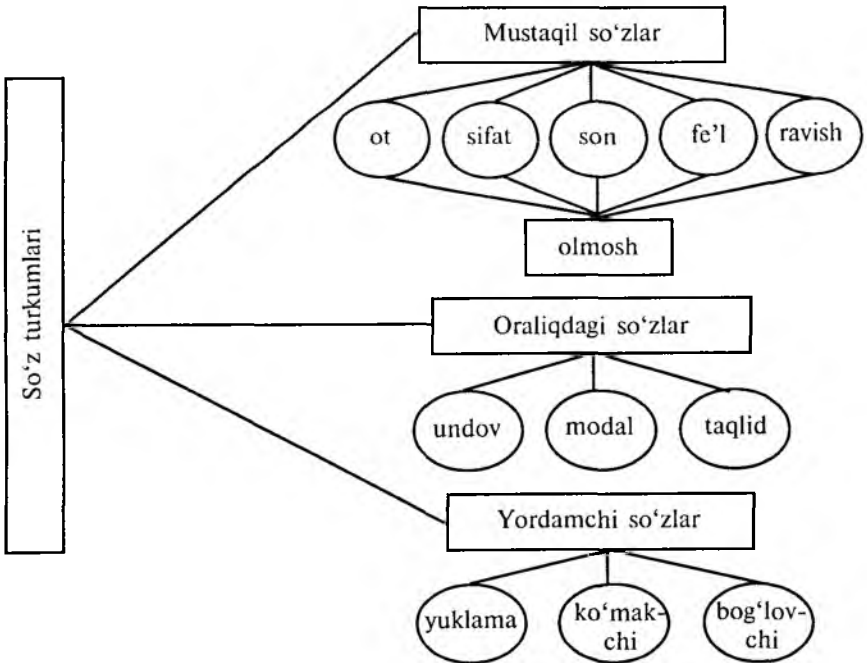 So‘z turkumlari
Mustaqil so‘zlar
ot
sifat
son
fe’l
ravish
olmosh
Oraliqdagi so‘zlar
undov
modal
taqlid
Yordamchi so‘zlar
yuklama
ko‘mak-
chi
bog‘lov-
chi